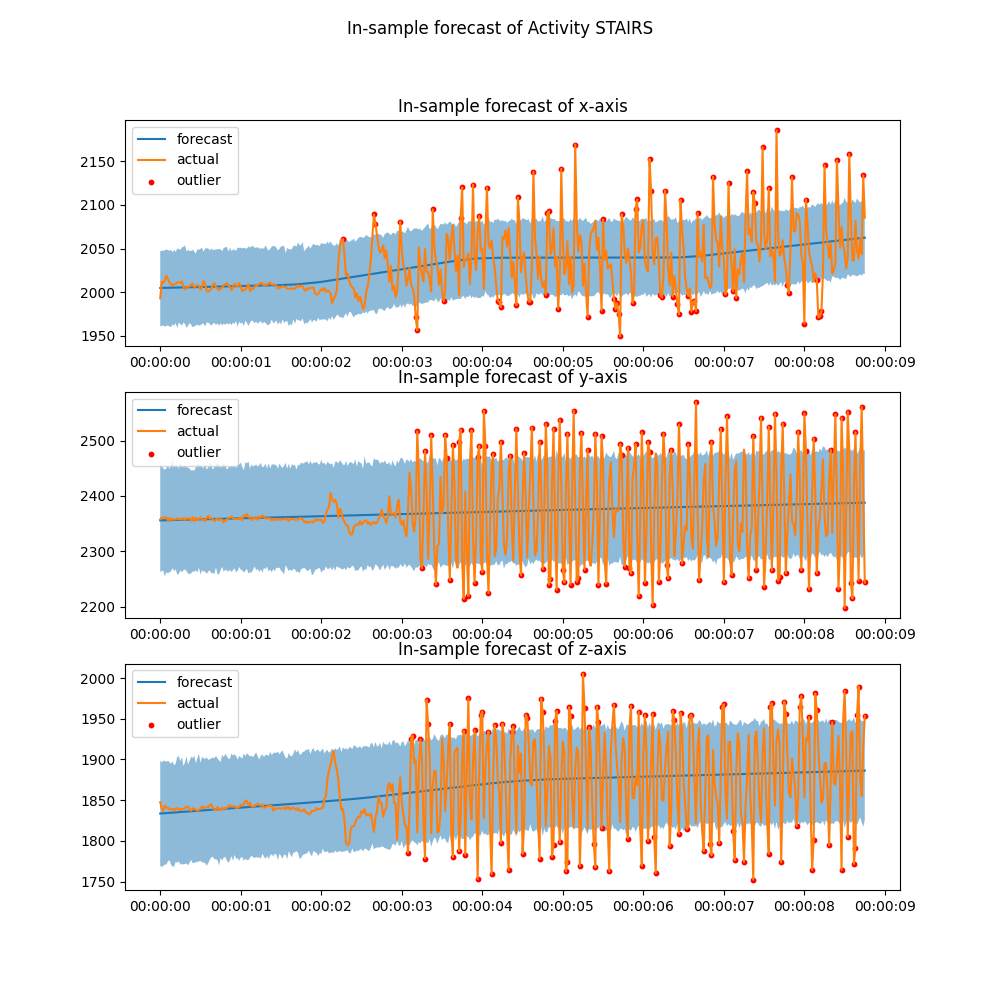 In-sample forecast of Activity STAIRS
In-sample forecast of x-axis
forecast
actual
outlier
2150
2100
2050
2000
1950
00:00:00 00:00:01 00:00:02 00:00:03 00:00:04 00:00:05 00:00:06 00:00:07 00:00:08 00:00:09
In-sample forecast of y-axis
forecast
actual
outlier
2500
2400
2300
2200
00:00:00 00:00:01 00:00:02 00:00:03 00:00:04 00:00:05 00:00:06 00:00:07 00:00:08 00:00:09
In-sample forecast of z-axis
forecast
actual
outlier
2000
1950
1900
1850
1800
1750
00:00:00 00:00:01 00:00:02 00:00:03 00:00:04 00:00:05 00:00:06 00:00:07 00:00:08 00:00:09